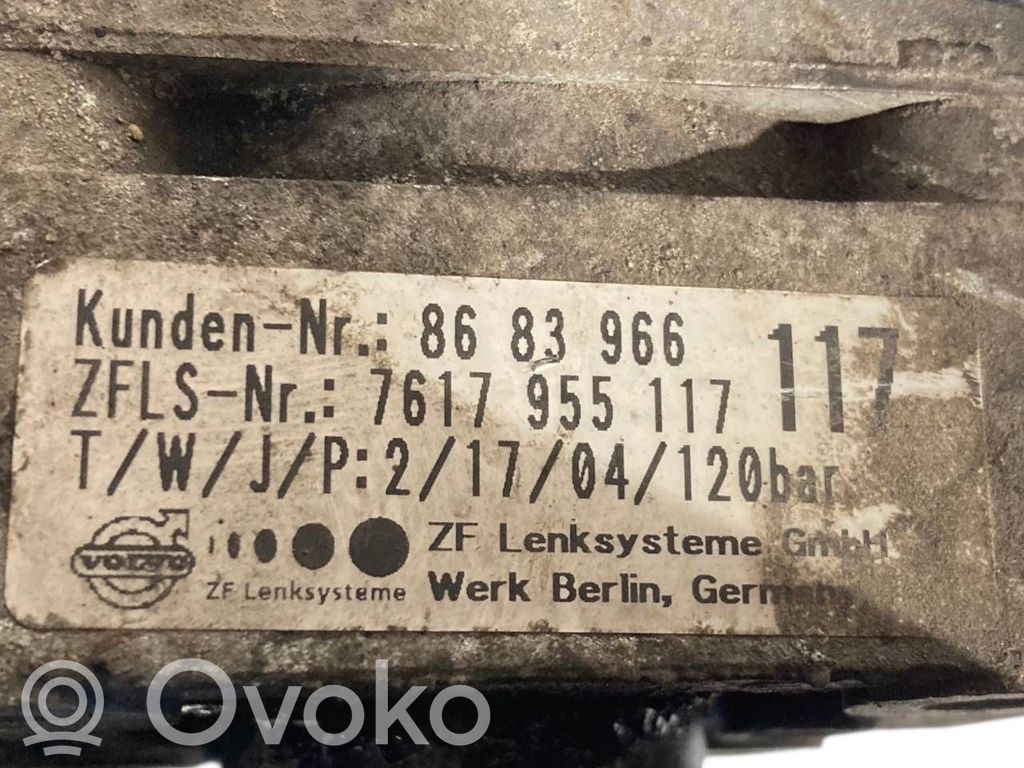 Kunden-Nr.: 86 83 966
117
ZFLS-Nr.: 7617 955 117
T/W/J/P: 2/17/04/120bar
VOLVO
ZF Lenksysteme
ZF Lenksysteme GmbH
Werk Berlin, Germany
Ovoko